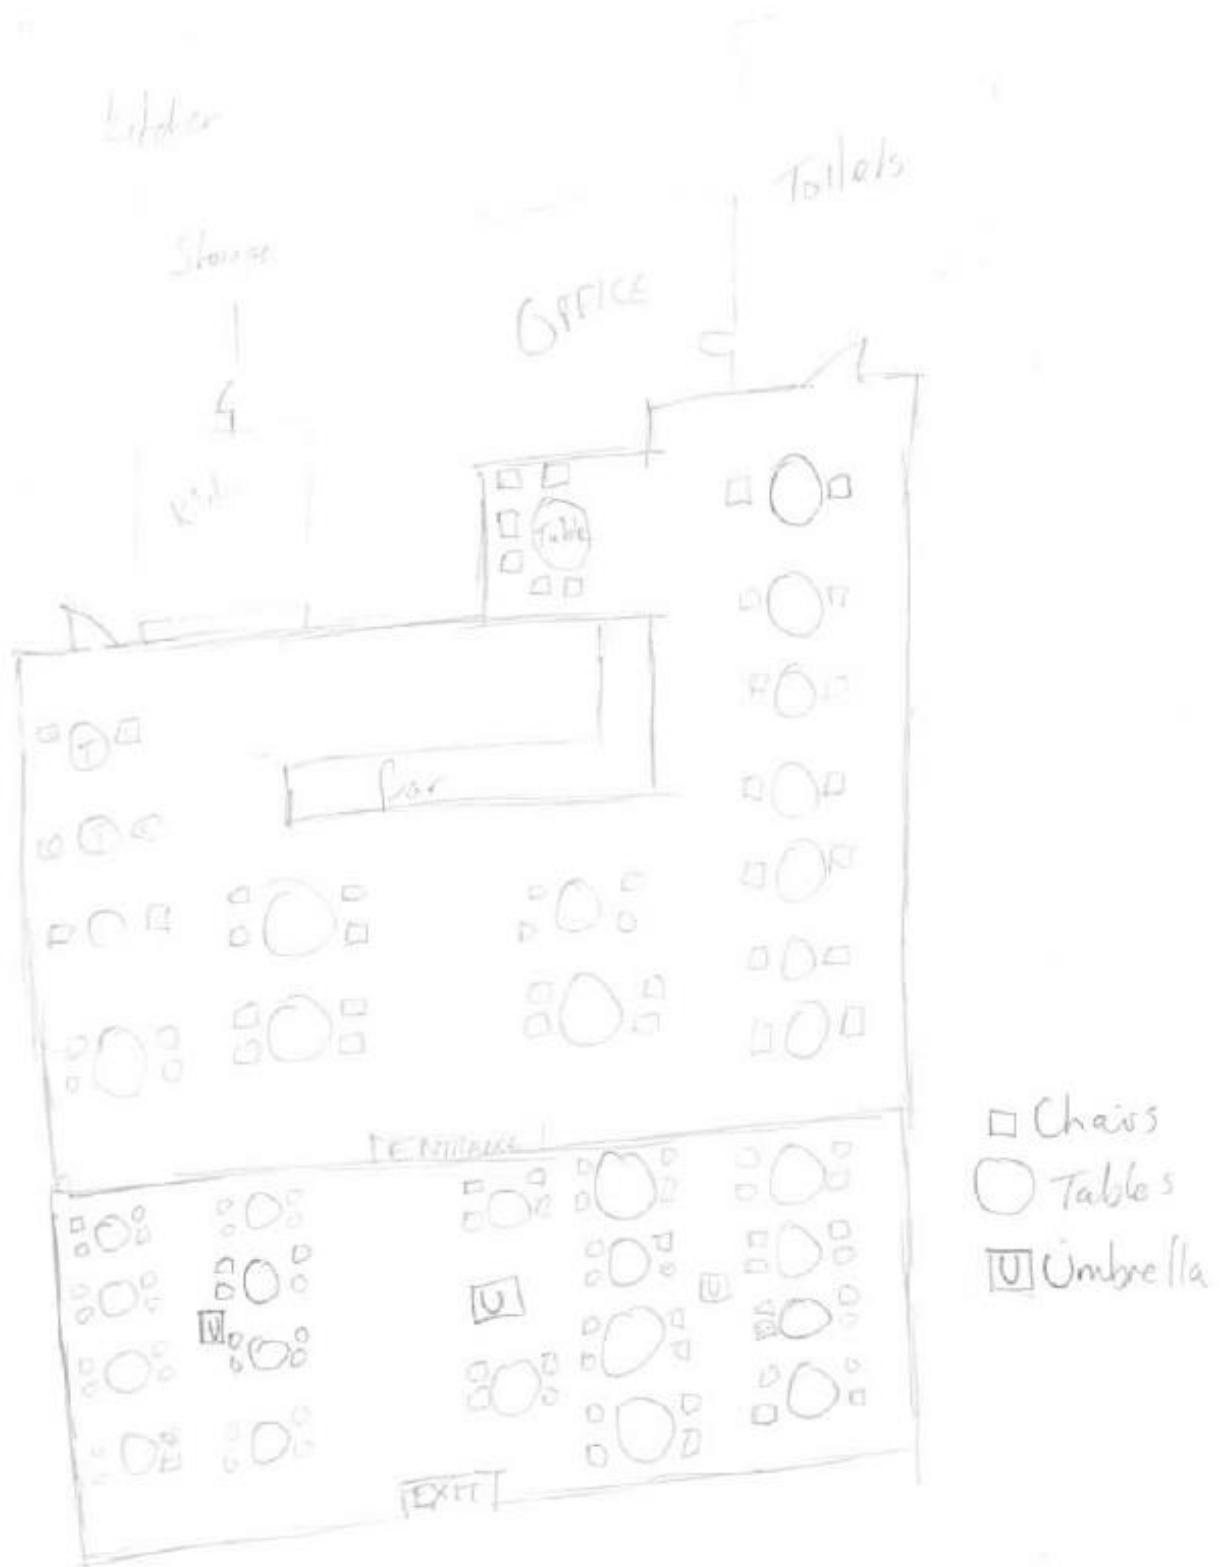 Kitchen
Toilets
Storage
OFFICE
Table
T
T
Bar
ENTRANCE
Chairs
Tables
U Umbrella
U
U
U
EXIT